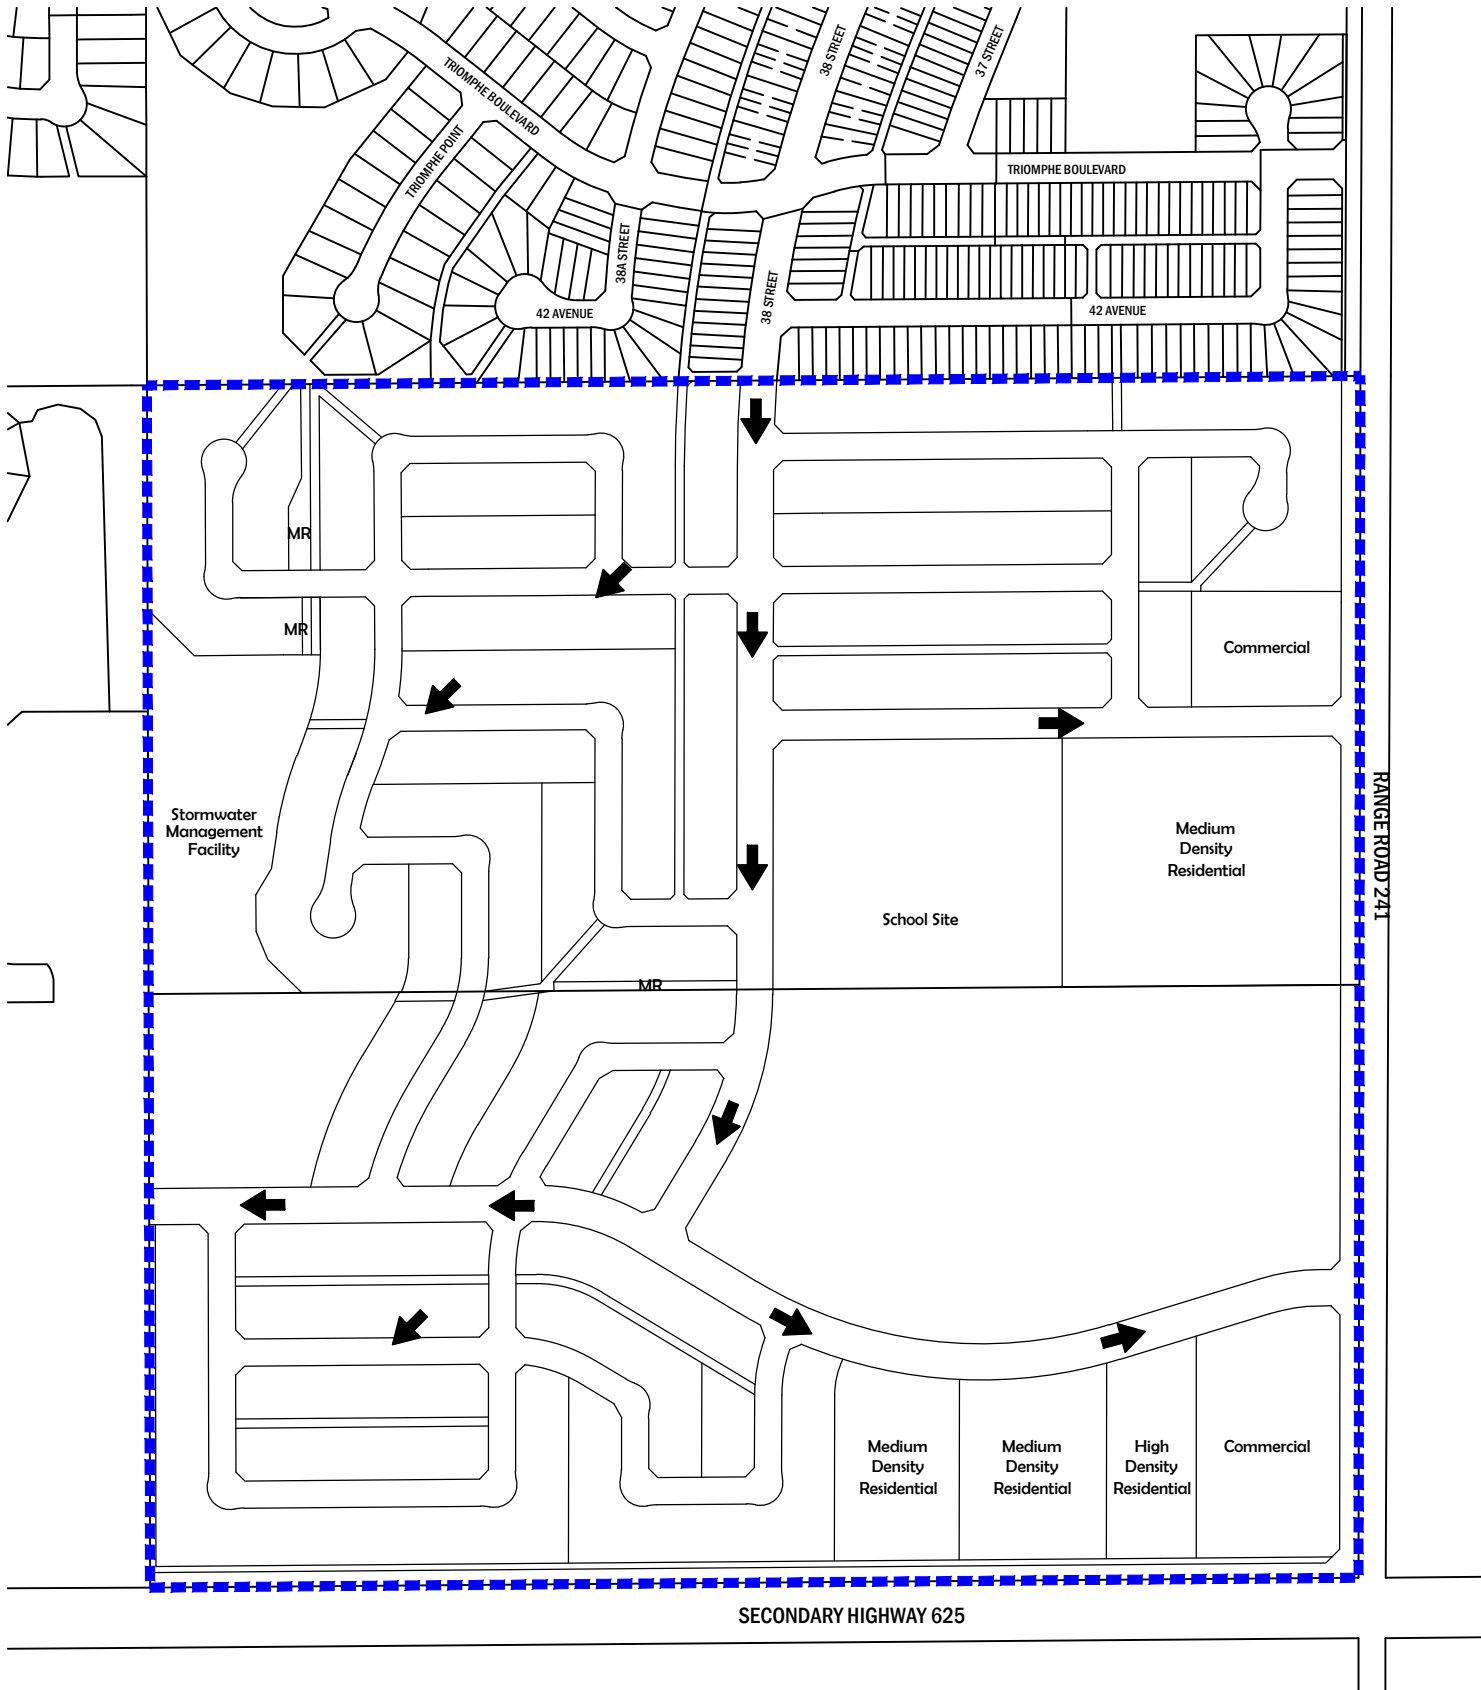 38 STREET
37 STREET
TRIOMPHE BOULEVARD
TRIOMPHE POINT
TRIOMPHE BOULEVARD
38A STREET
38 STREET
42 AVENUE
42 AVENUE
MR
MR
Commercial
RANGE ROAD 241
Stormwater
Management
Facility
Medium
Density
Residential
School Site
MR
Medium
Density
Residential
Medium
Density
Residential
High
Density
Residential
Commercial
SECONDARY HIGHWAY 625